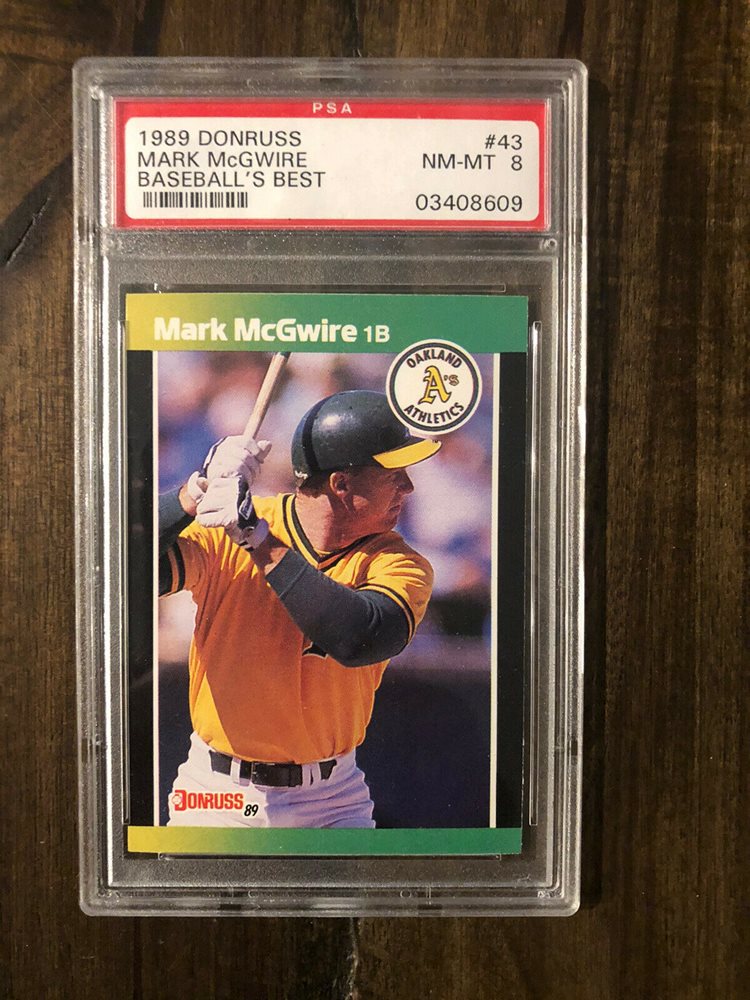 PSA
1989 DONRUSS #43
MARK McGWIRE NM-MT 8
BASEBALL'S BEST
03408609
Mark McGwire 1B
OAKLAND
A's
ATHLETICS
DONRUSS 89